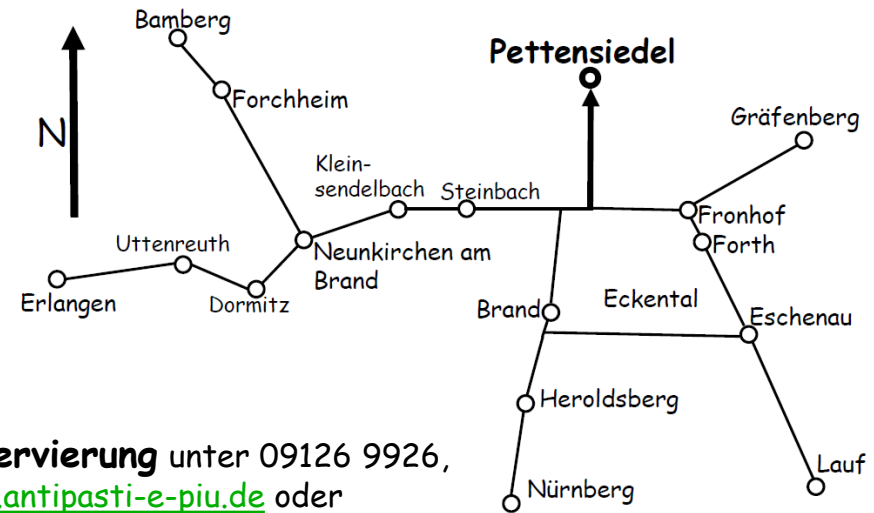 Bamberg
Pettensiedel
Forchheim
Gräfenberg
N
Klein-
sendelbach
Steinbach
Fronhof
Uttenreuth
Neunkirchen am
Brand
Forth
Erlangen
Dormitz
Brand
Eckental
Eschenau
Heroldsberg
ervierung unter 09126 9926,
.antipasti-e-piu.de oder
Nürnberg
Lauf